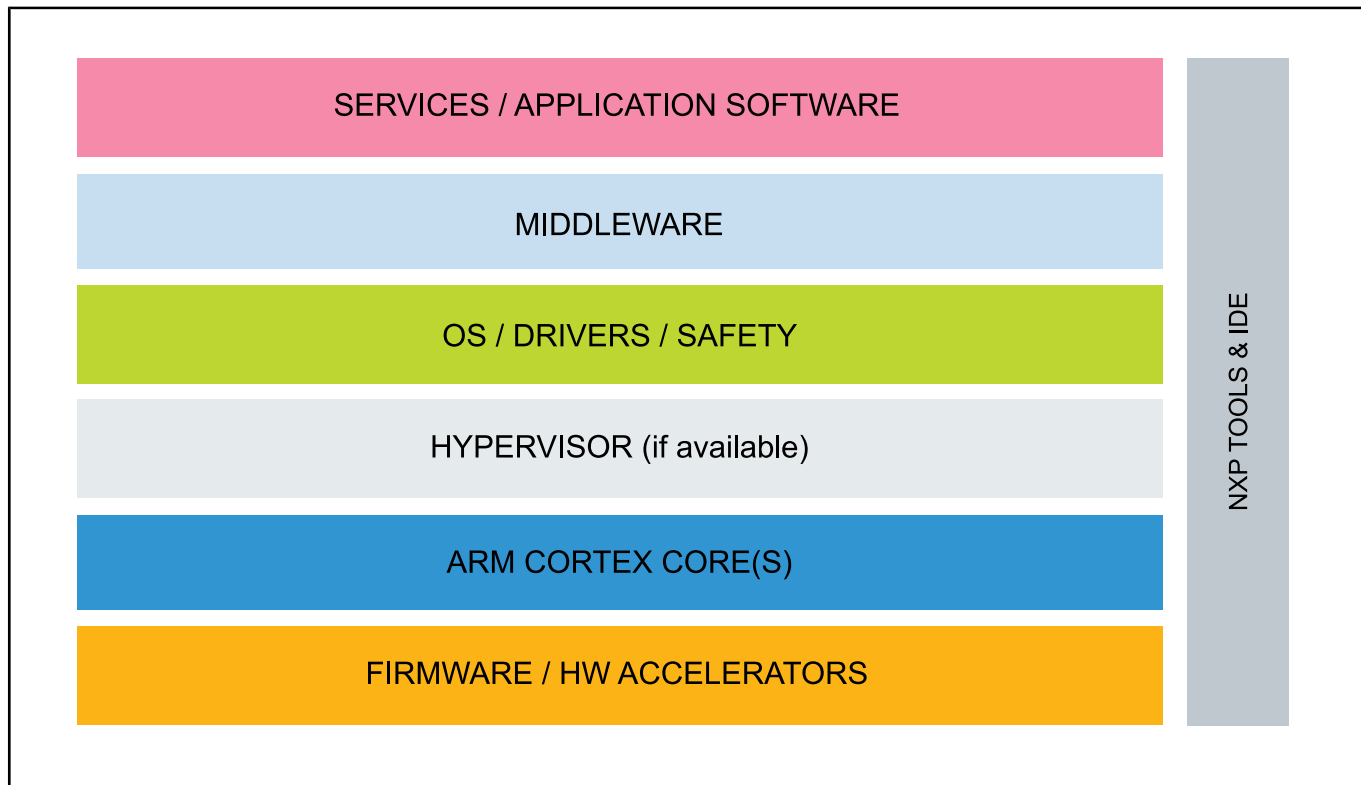 SERVICES / APPLICATION SOFTWARE
MIDDLEWARE
OS / DRIVERS / SAFETY
HYPERVISOR (if available)
ARM CORTEX CORE(S)
FIRMWARE / HW ACCELERATORS
NXP TOOLS & IDE